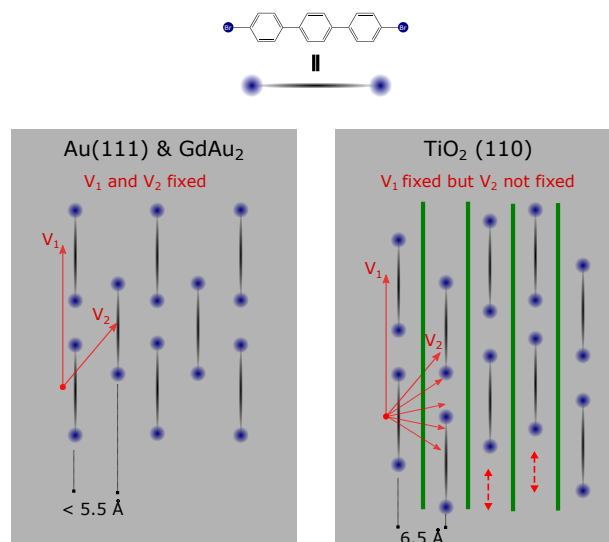 Br Br
Au(111) & GdAu₂
V₁ and V₂ fixed
V₁
V₂
< 5.5 Å
TiO₂ (110)
V₁ fixed but V₂ not fixed
V₁
V₂
6.5 Å